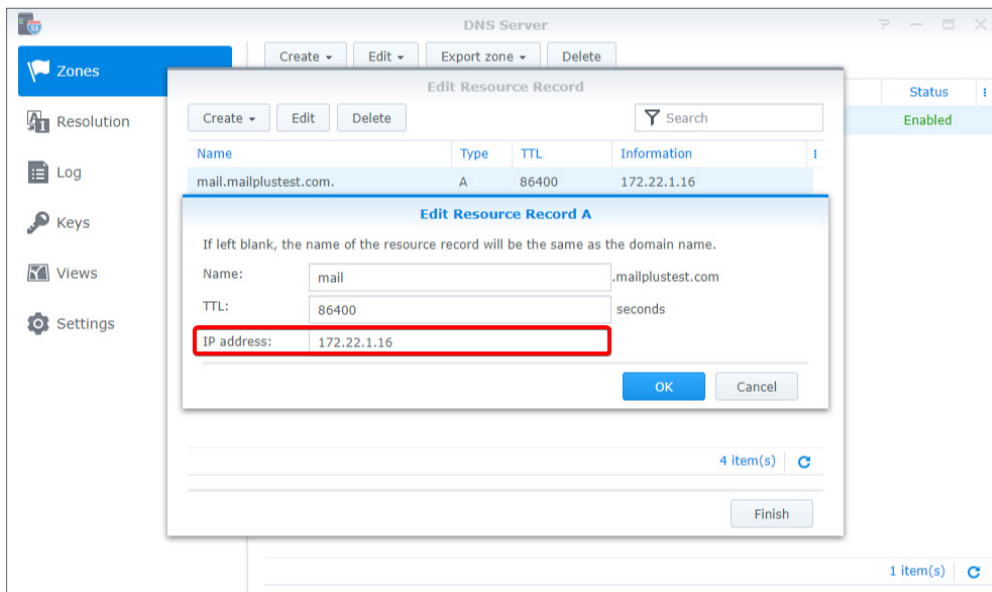 DNS Server
Zones
Resolution
Log
Keys
Views
Settings
Create Edit Export zone Delete
Status
Enabled
Edit Resource Record
Create Edit Delete Search
Name Type TTL Information
mail.mailplustest.com. A 86400 172.22.1.16
Edit Resource Record A
If left blank, the name of the resource record will be the same as the domain name.
Name: mail .mailplustest.com
TTL: 86400 seconds
IP address: 172.22.1.16
OK Cancel
4 item(s)
Finish
1 item(s)